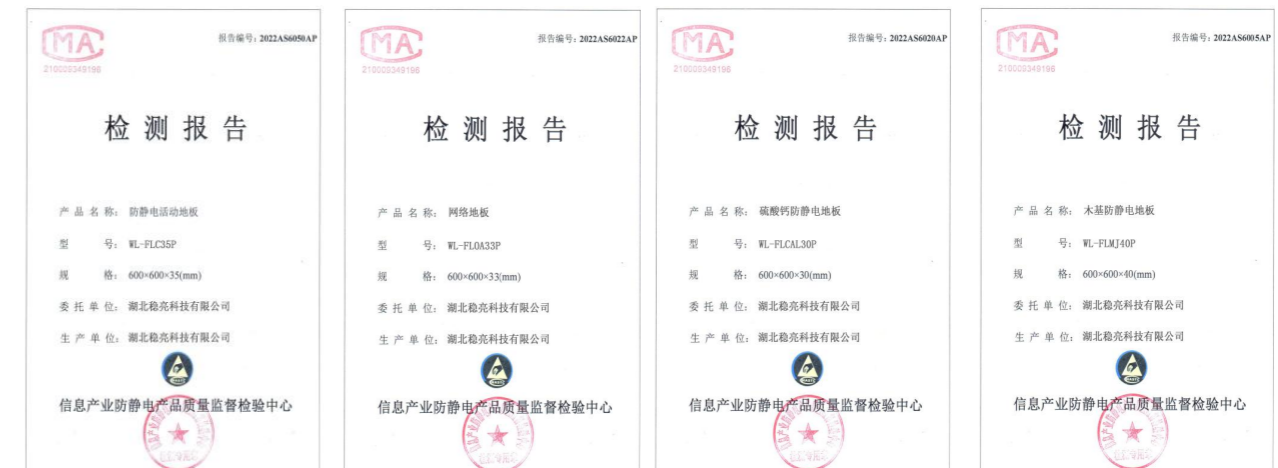 MA
210009349196
报告编号：2022AS6050AP
检测报告
产品名称：防静电活动地板
型号：WL-FLC35P
规格：600×600×35(mm)
委托单位：湖北稳亮科技有限公司
生产单位：湖北稳亮科技有限公司
信息产业防静电产品质量监督检验中心
MA
210009349196
报告编号：2022AS6022AP
检测报告
产品名称：网络地板
型号：WL-FLOA33P
规格：600×600×33(mm)
委托单位：湖北稳亮科技有限公司
生产单位：湖北稳亮科技有限公司
信息产业防静电产品质量监督检验中心
MA
210009349196
报告编号：2022AS6020AP
检测报告
产品名称：硫酸钙防静电地板
型号：WL-FLCAL30P
规格：600×600×30(mm)
委托单位：湖北稳亮科技有限公司
生产单位：湖北稳亮科技有限公司
信息产业防静电产品质量监督检验中心
MA
210009349196
报告编号：2022AS6005AP
检测报告
产品名称：木基防静电地板
型号：WL-FLMJ40P
规格：600×600×40(mm)
委托单位：湖北稳亮科技有限公司
生产单位：湖北稳亮科技有限公司
信息产业防静电产品质量监督检验中心